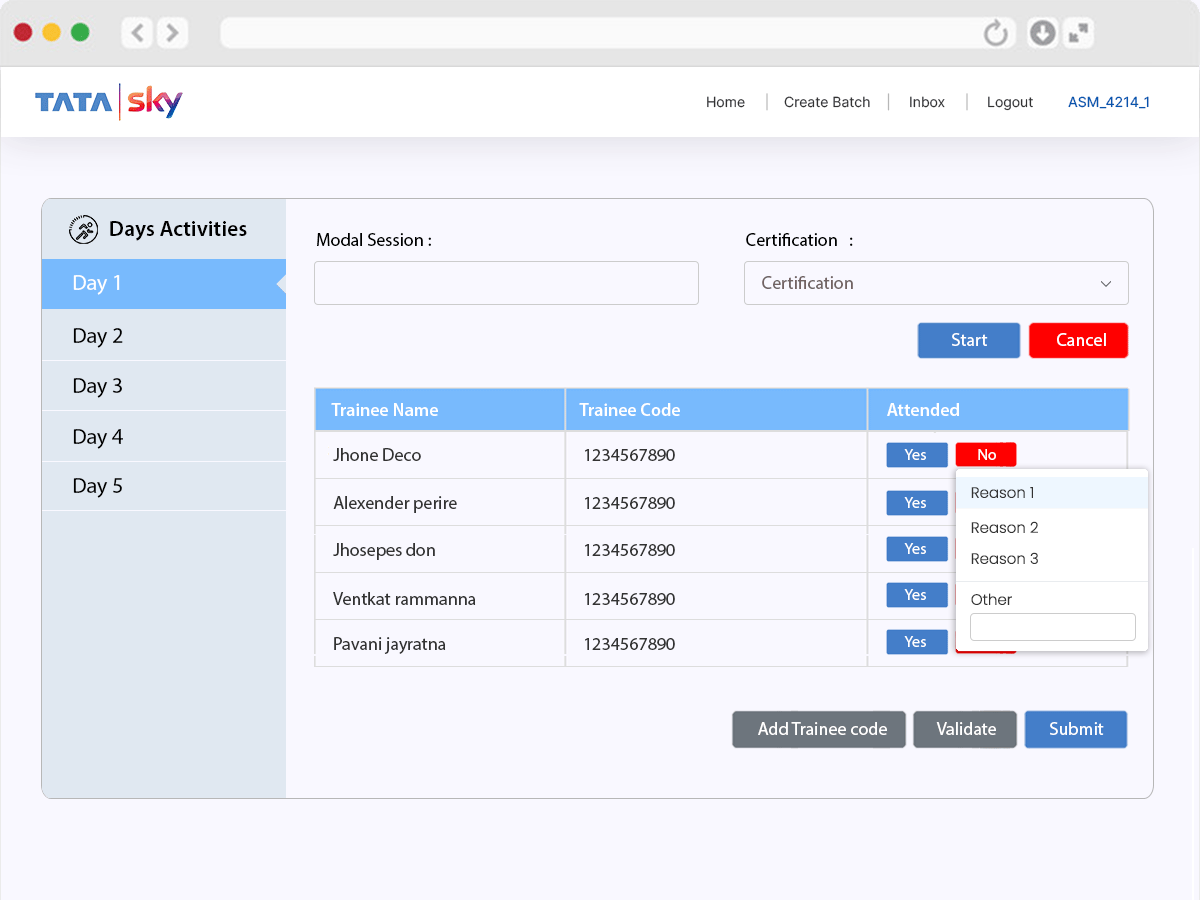 TATA sky
Home | Create Batch | Inbox | Logout ASM_4214_1
Days Activities
Day 1
Day 2
Day 3
Day 4
Day 5
Modal Session :
Certification :
Certification
Start Cancel
Trainee Name Trainee Code Attended
Jhone Deco 1234567890 Yes No
Alexender perire 1234567890 Yes
Jhosepes don 1234567890 Yes
Ventkat rammanna 1234567890 Yes
Pavani jayratna 1234567890 Yes
Reason 1
Reason 2
Reason 3
Other
Add Trainee code Validate Submit